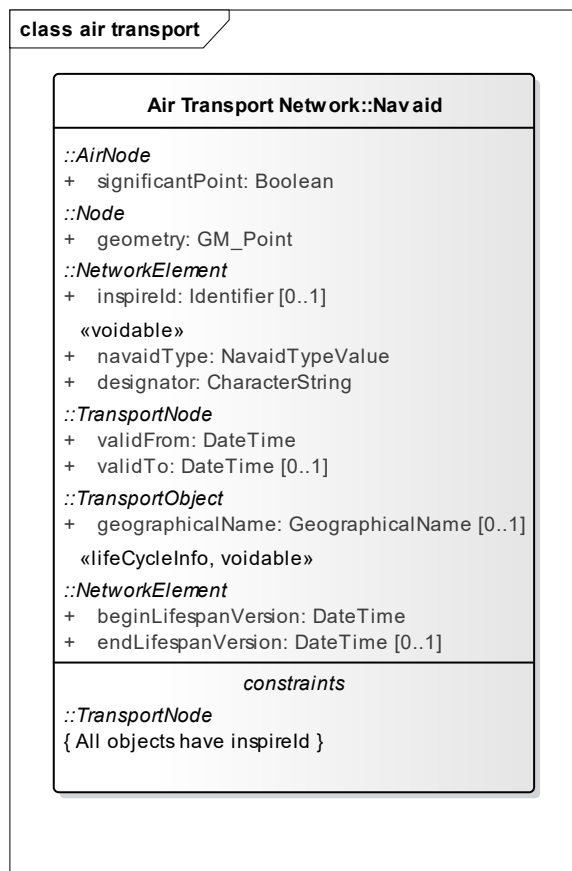 class air transport
Air Transport Network::Navaid
::AirNode
+ significantPoint: Boolean
::Node
+ geometry: GM_Point
::NetworkElement
+ inspireId: Identifier [0..1]
«voidable»
+ navaidType: NavaidTypeValue
+ designator: CharacterString
::TransportNode
+ validFrom: DateTime
+ validTo: DateTime [0..1]
::TransportObject
+ geographicalName: GeographicalName [0..1]
«lifeCycleInfo, voidable»
::NetworkElement
+ beginLifespanVersion: DateTime
+ endLifespanVersion: DateTime [0..1]
constraints
::TransportNode
{ All objects have inspireId }